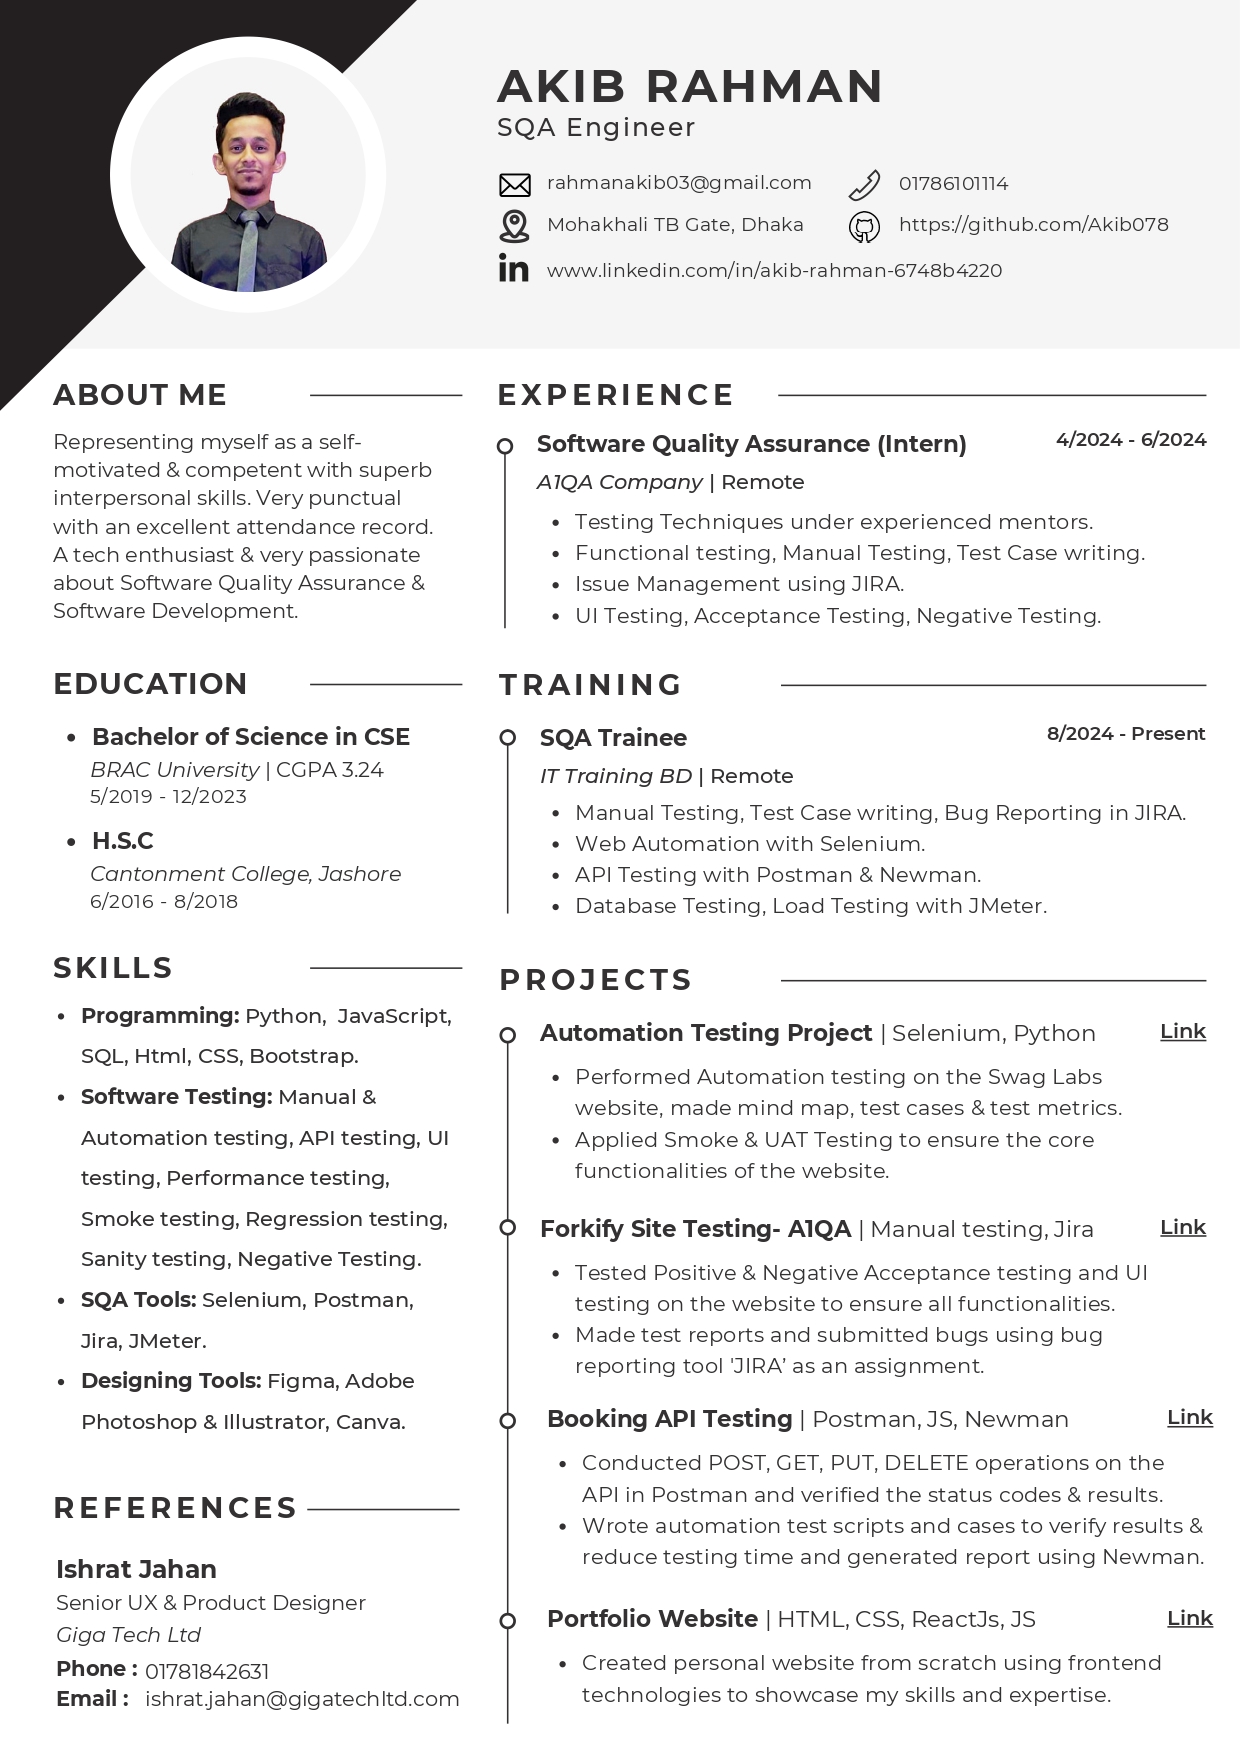 AKIB RAHMAN
SQA Engineer
rahmanakib03@gmail.com
01786101114
Mohakhali TB Gate, Dhaka
https://github.com/Akib078
in www.linkedin.com/in/akib-rahman-6748b4220
ABOUT ME
Representing myself as a self-
motivated & competent with superb
interpersonal skills. Very punctual
with an excellent attendance record.
A tech enthusiast & very passionate
about Software Quality Assurance &
Software Development.
EDUCATION
• Bachelor of Science in CSE
BRAC University | CGPA 3.24
5/2019 - 12/2023
• H.S.C
Cantonment College, Jashore
6/2016 - 8/2018
SKILLS
• Programming: Python, JavaScript,
SQL, Html, CSS, Bootstrap.
• Software Testing: Manual &
Automation testing, API testing, UI
testing, Performance testing,
Smoke testing, Regression testing,
Sanity testing, Negative Testing.
• SQA Tools: Selenium, Postman,
Jira, JMeter.
• Designing Tools: Figma, Adobe
Photoshop & Illustrator, Canva.
REFERENCES
Ishrat Jahan
Senior UX & Product Designer
Giga Tech Ltd
Phone : 01781842631
Email : ishrat.jahan@gigatechltd.com
EXPERIENCE
Software Quality Assurance (Intern) 4/2024 - 6/2024
A1QA Company | Remote
• Testing Techniques under experienced mentors.
• Functional testing, Manual Testing, Test Case writing.
• Issue Management using JIRA.
• UI Testing, Acceptance Testing, Negative Testing.
TRAINING
SQA Trainee 8/2024 - Present
IT Training BD | Remote
• Manual Testing, Test Case writing, Bug Reporting in JIRA.
• Web Automation with Selenium.
• API Testing with Postman & Newman.
• Database Testing, Load Testing with JMeter.
PROJECTS
Automation Testing Project | Selenium, Python Link
• Performed Automation testing on the Swag Labs
website, made mind map, test cases & test metrics.
• Applied Smoke & UAT Testing to ensure the core
functionalities of the website.
Forkify Site Testing- A1QA | Manual testing, Jira Link
• Tested Positive & Negative Acceptance testing and UI
testing on the website to ensure all functionalities.
• Made test reports and submitted bugs using bug
reporting tool 'JIRA’ as an assignment.
Booking API Testing | Postman, JS, Newman Link
• Conducted POST, GET, PUT, DELETE operations on the
API in Postman and verified the status codes & results.
• Wrote automation test scripts and cases to verify results &
reduce testing time and generated report using Newman.
Portfolio Website | HTML, CSS, ReactJs, JS Link
• Created personal website from scratch using frontend
technologies to showcase my skills and expertise.